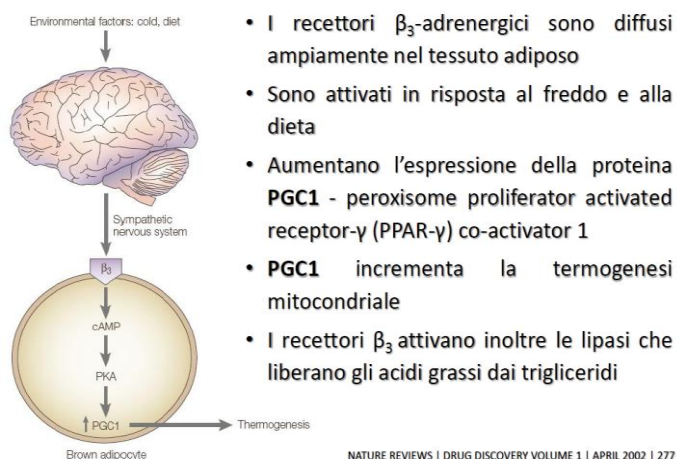 Environmental factors: cold, diet
Sympathetic
nervous system
β3
cAMP
PKA
PGC1
Thermogenesis
Brown adipocyte
• I recettori β3-adrenergici sono diffusi
ampiamente nel tessuto adiposo
• Sono attivati in risposta al freddo e alla
dieta
• Aumentano l’espressione della proteina
PGC1 - peroxisome proliferator activated
receptor-γ (PPAR-γ) co-activator 1
• PGC1 incrementa la termogenesi
mitocondriale
• I recettori β3 attivano inoltre le lipasi che
liberano gli acidi grassi dai trigliceridi
NATURE REVIEWS | DRUG DISCOVERY VOLUME 1 | APRIL 2002 | 277